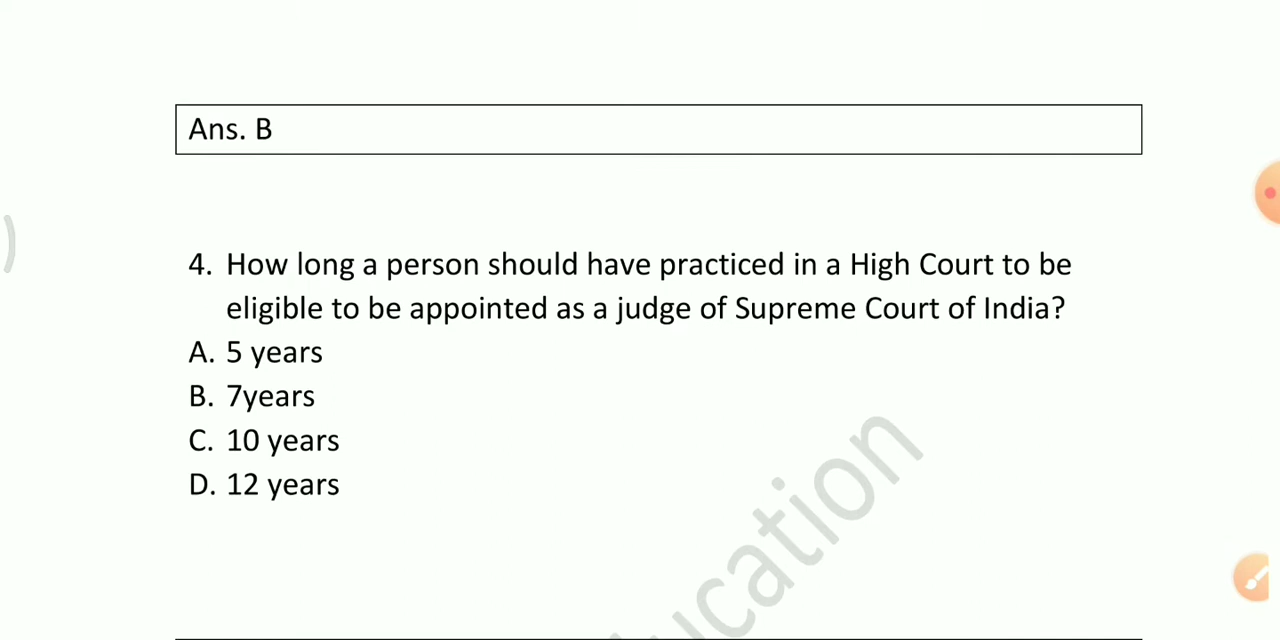 Ans. B
4. How long a person should have practiced in a High Court to be
eligible to be appointed as a judge of Supreme Court of India?
A. 5 years
B. 7years
C. 10 years
D. 12 years